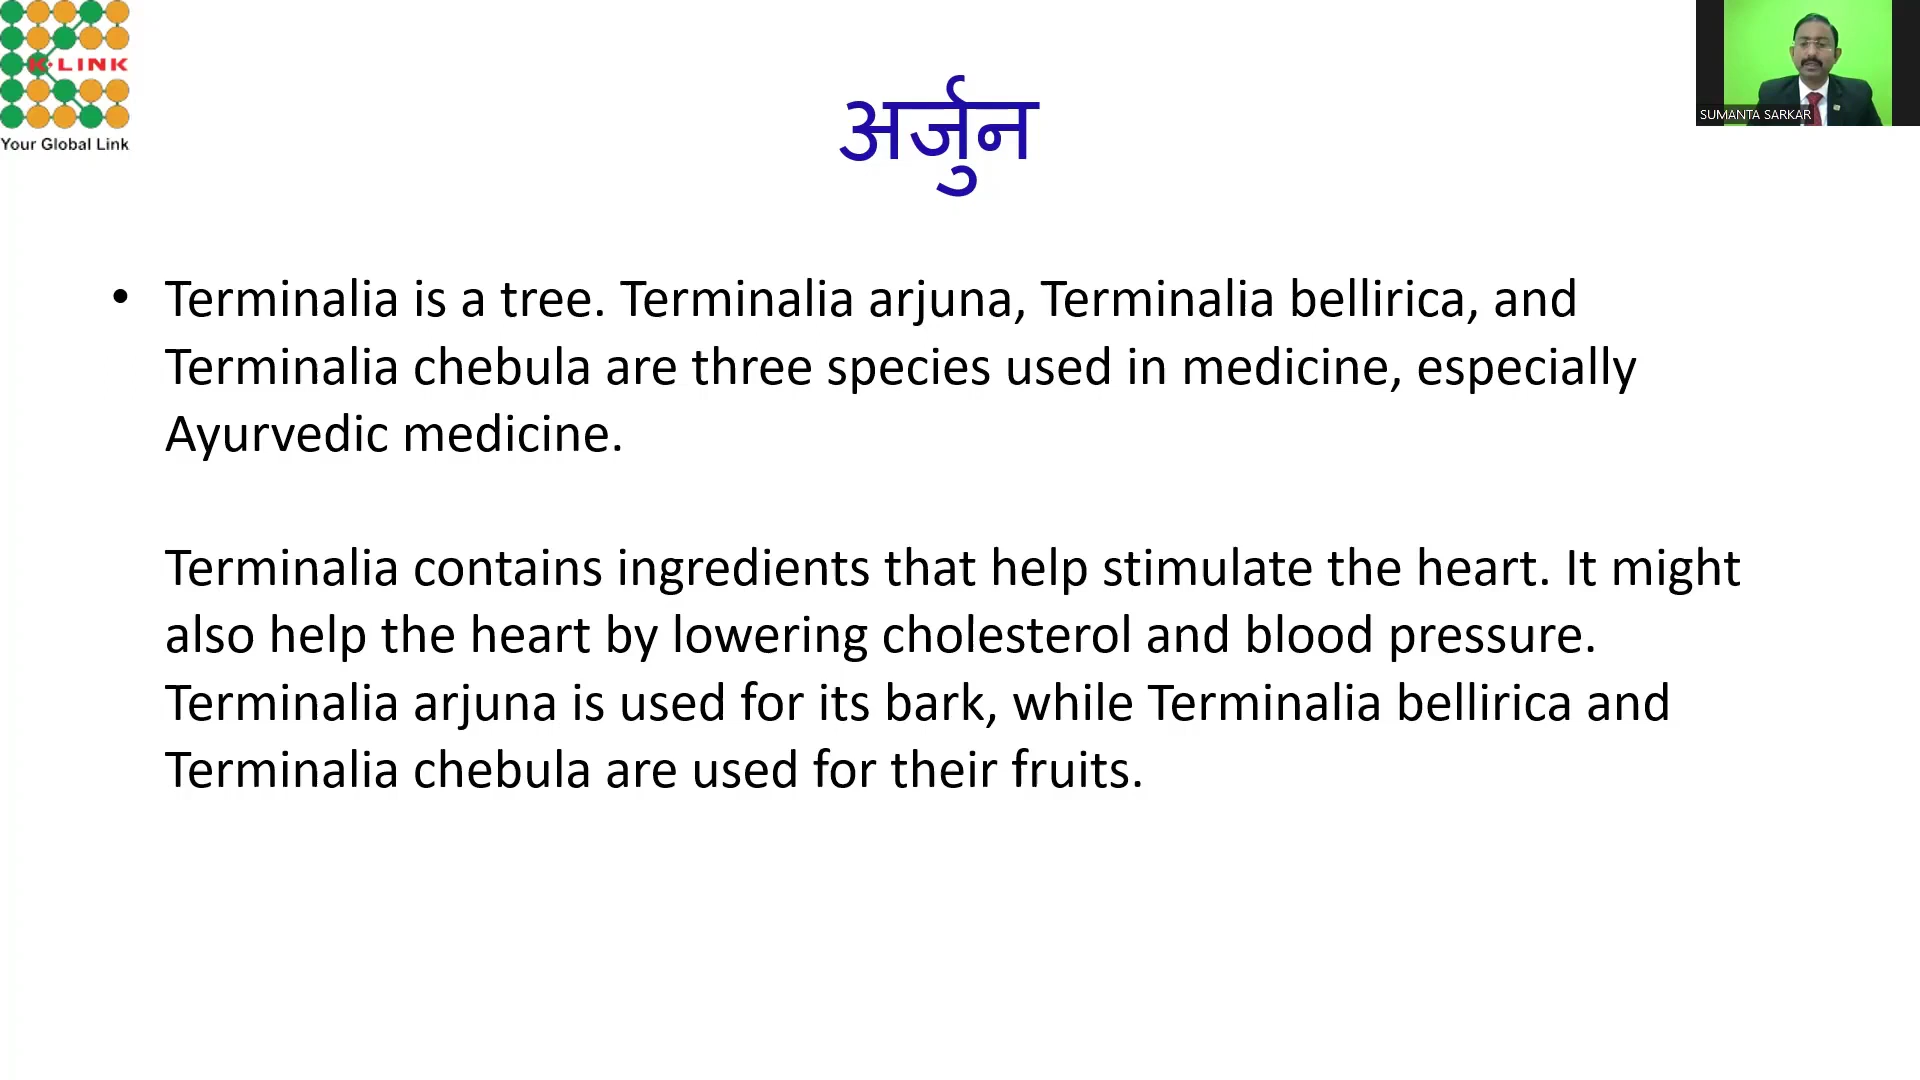 K-LINK
Your Global Link
SUMANTA SARKAR
अर्जुन
• Terminalia is a tree. Terminalia arjuna, Terminalia bellirica, and
Terminalia chebula are three species used in medicine, especially
Ayurvedic medicine.
Terminalia contains ingredients that help stimulate the heart. It might
also help the heart by lowering cholesterol and blood pressure.
Terminalia arjuna is used for its bark, while Terminalia bellirica and
Terminalia chebula are used for their fruits.